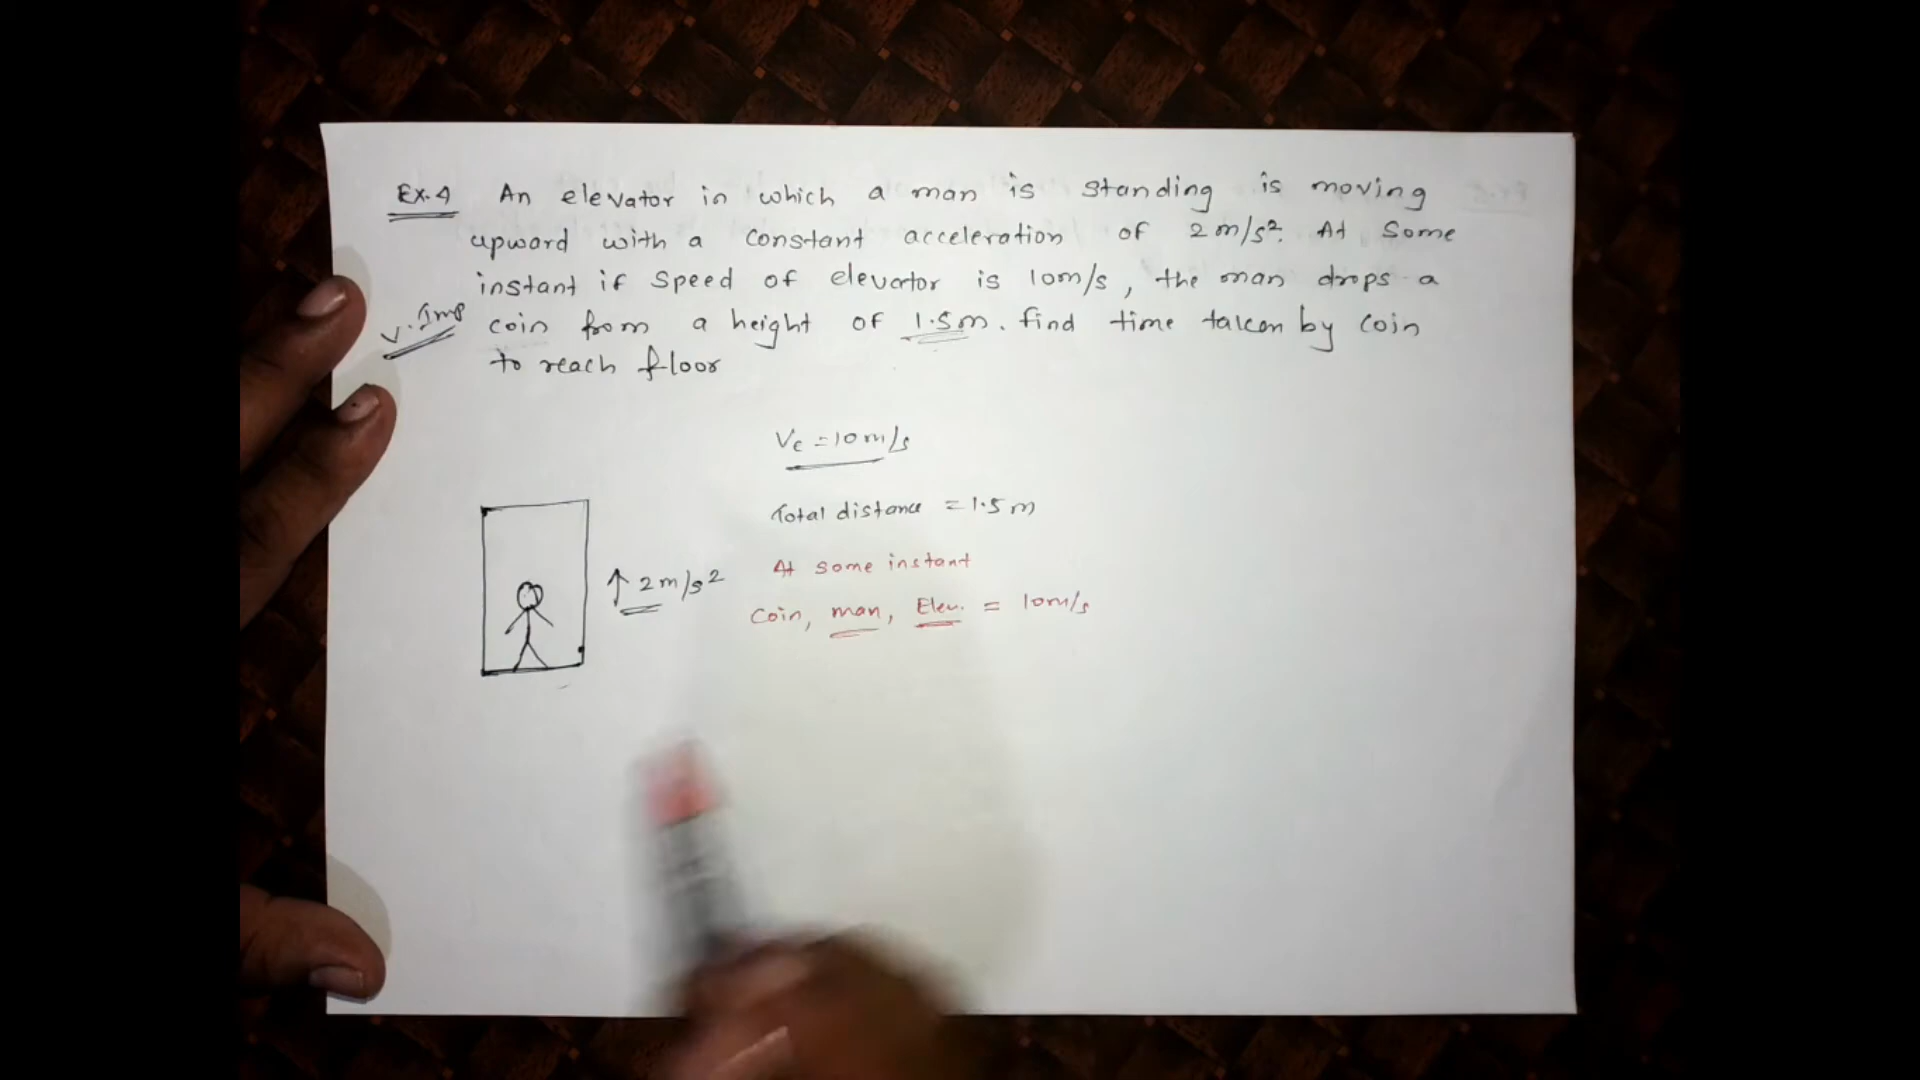 Ex.4 An elevator in which a man is standing is moving
upward with a constant acceleration of 2m/s². At some
instant if speed of elevator is 10m/s, the man drops a
v.Imp coin from a height of 1.5m. find time taken by coin
to reach floor
Vc = 10m/s
Total distance = 1.5m
At some instant
↑ 2m/s²
Coin, man, Elev. = 10m/s